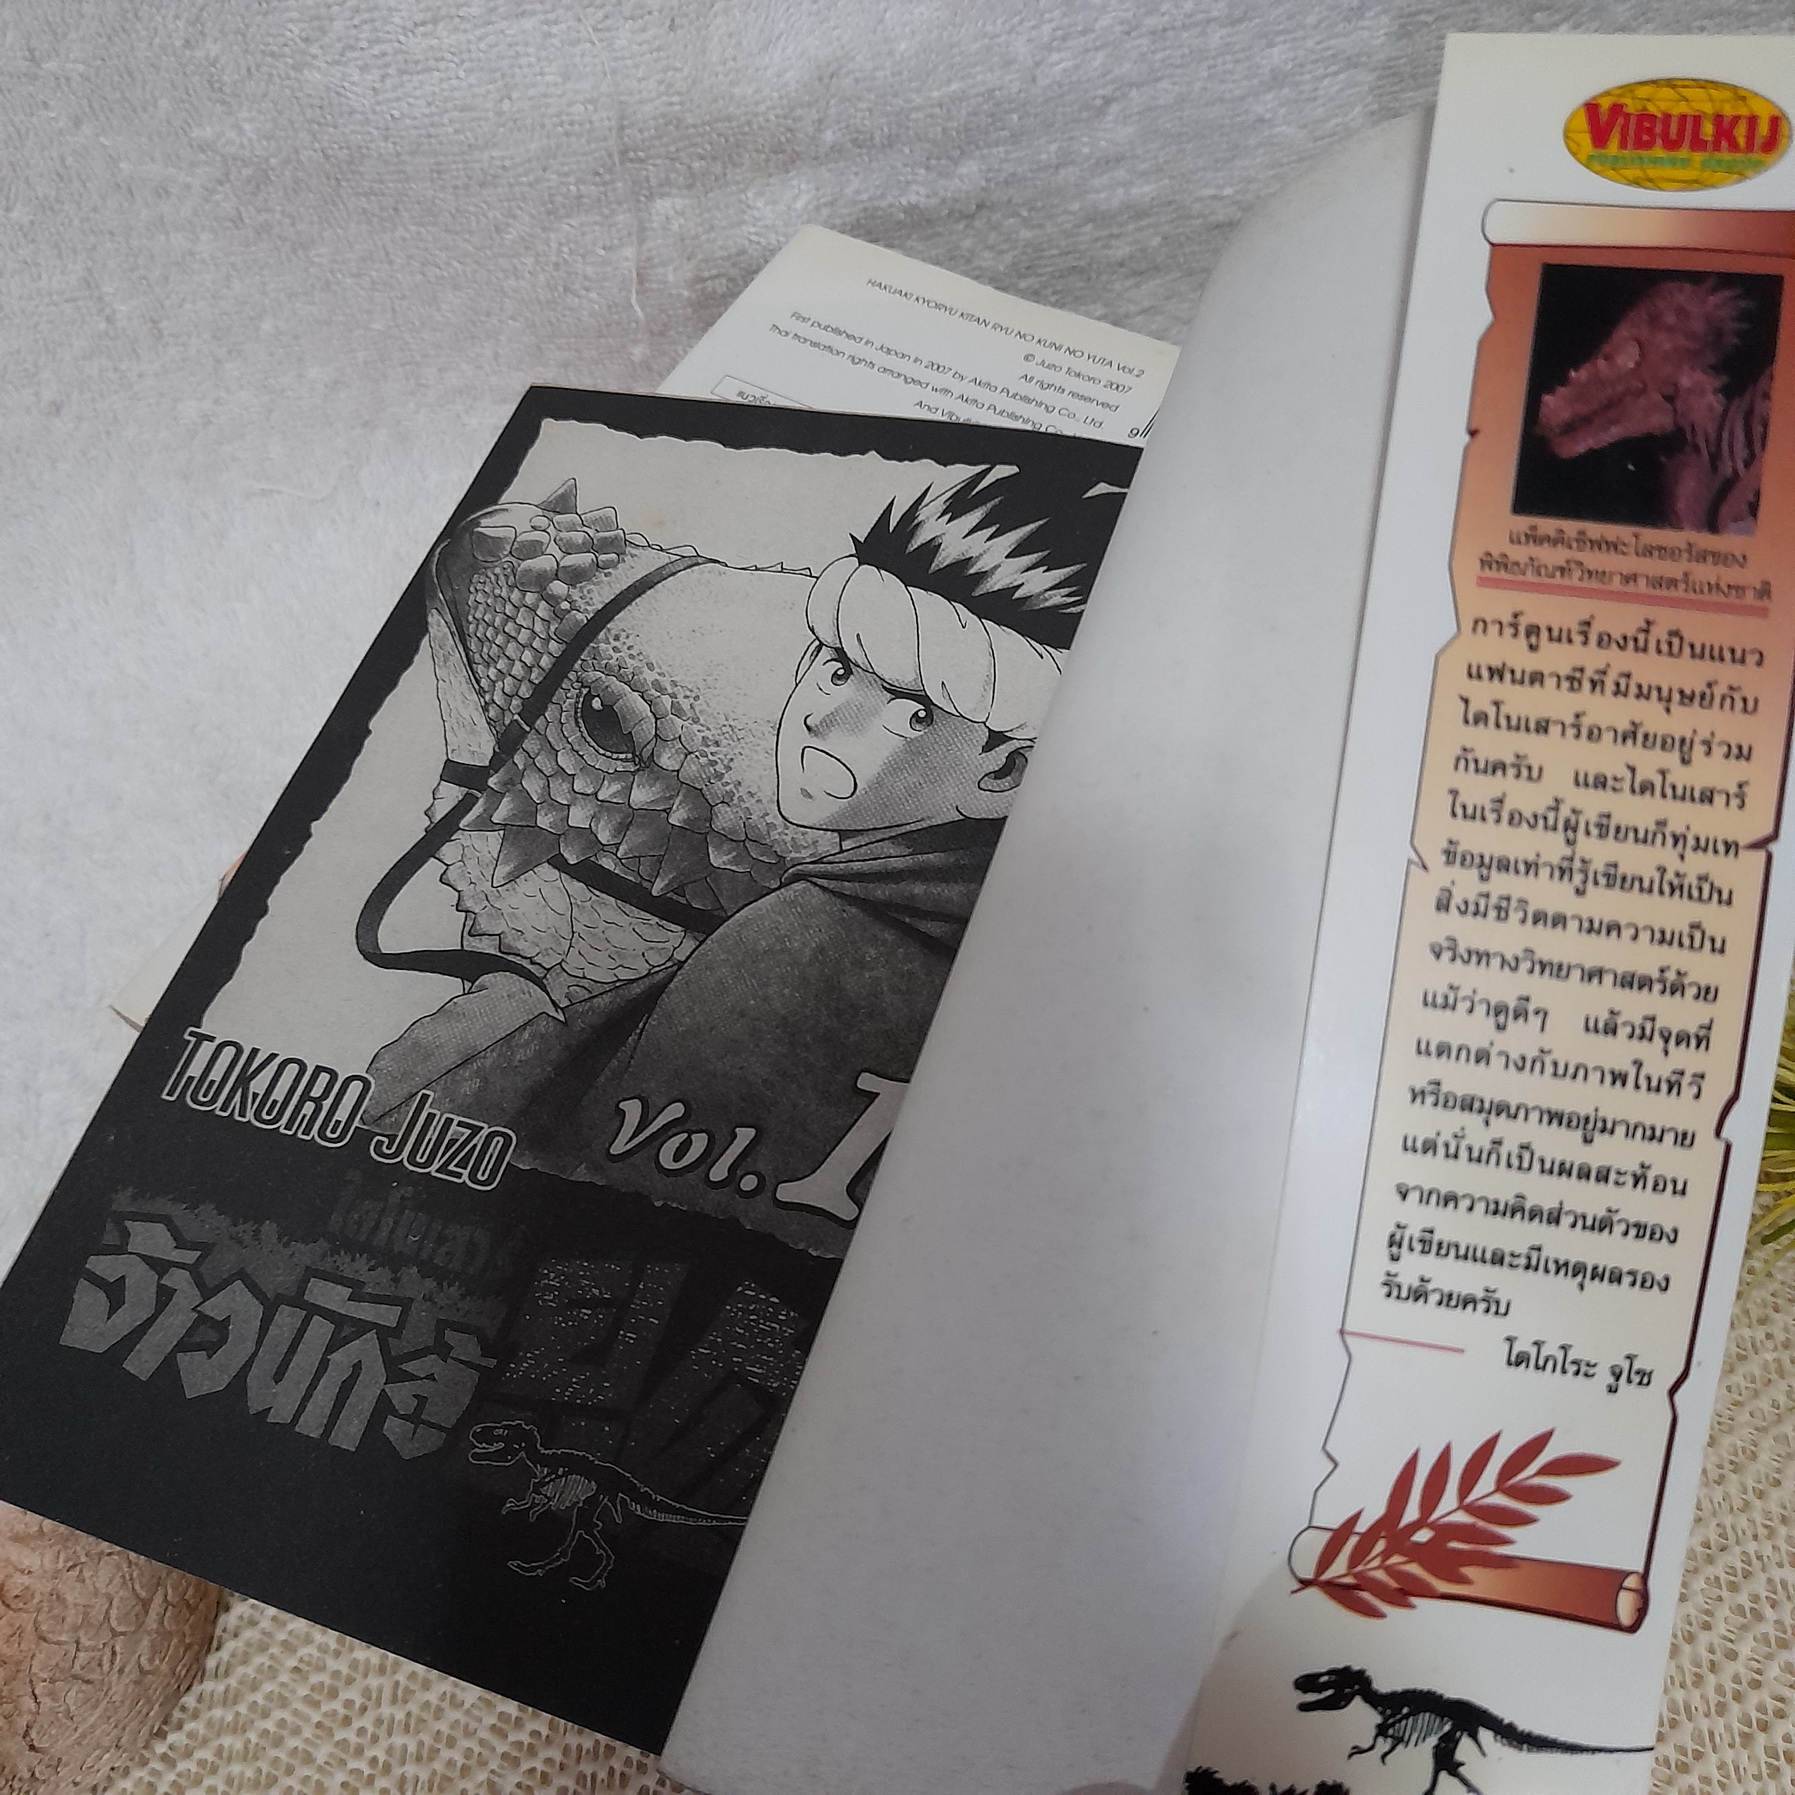 HAKUAKI KYORYU KITAN RYU NO KUNI NO YUTA Vol.2
© Juzo Tokoro 2007
All rights reserved
First published in Japan in 2007 by Akita Publishing Co., Ltd.
Thai translation rights arranged with Akita Publishing Co.,
TOKORO JUZO
Vol.1
ไดโนเสาร์
VIBULKIJ
PUBLISHING GROUP
แพ็คคิเซ็ฟฟะโลซอรัสของ
พิพิธภัณฑ์วิทยาศาสตร์แห่งชาติ
การ์ตูนเรื่องนี้เป็นแนว
แฟนตาซีที่มีมนุษย์กับ
ไดโนเสาร์อาศัยอยู่ร่วม
กันครับ และไดโนเสาร์
ในเรื่องนี้ผู้เขียนก็ทุ่มเท
ข้อมูลเท่าที่รู้เขียนให้เป็น
สิ่งมีชีวิตตามความเป็น
จริงทางวิทยาศาสตร์ด้วย
แม้ว่าดูดีๆ แล้วมีจุดที่
แตกต่างกับภาพในทีวี
หรือสมุดภาพอยู่มากมาย
แต่นั่นก็เป็นผลสะท้อน
จากความคิดส่วนตัวของ
ผู้เขียนและมีเหตุผลรอง
รับด้วยครับ
โตโกโระ จูโซ